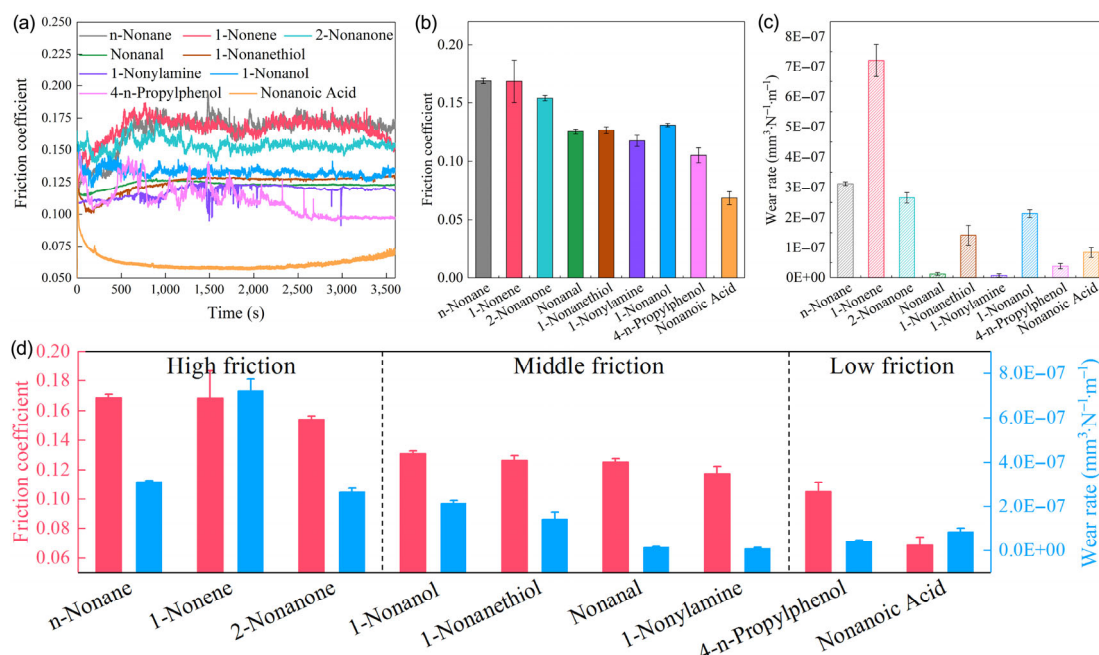 (a)
0.250
0.225
0.200
0.175
0.150
0.125
0.100
0.075
0.050
Friction coefficient
n-Nonane 1-Nonene 2-Nonanone
Nonanal 1-Nonanethiol
1-Nonylamine 1-Nonanol
4-n-Propylphenol Nonanoic Acid
0 500 1,000 1,500 2,000 2,500 3,000 3,500
Time (s)
(b)
0.20
0.15
0.10
0.05
0.00
Friction coefficient
n-Nonane
1-Nonene
2-Nonanone
Nonanal
1-Nonanethiol
1-Nonylamine
1-Nonanol
4-n-Propylphenol
Nonanoic Acid
(c)
8E−07
7E−07
6E−07
5E−07
4E−07
3E−07
2E−07
1E−07
0E+00
Wear rate (mm³·N⁻¹·m⁻¹)
n-Nonane
1-Nonene
2-Nonanone
Nonanal
1-Nonanethiol
1-Nonylamine
1-Nonanol
4-n-Propylphenol
Nonanoic Acid
(d)
High friction Middle friction Low friction
0.20
0.18
0.16
0.14
0.12
0.10
0.08
0.06
Friction coefficient
8.0E−07
6.0E−07
4.0E−07
2.0E−07
0.0E+00
Wear rate (mm³·N⁻¹·m⁻¹)
n-Nonane
1-Nonene
2-Nonanone
1-Nonanol
1-Nonanethiol
Nonanal
1-Nonylamine
4-n-Propylphenol
Nonanoic Acid